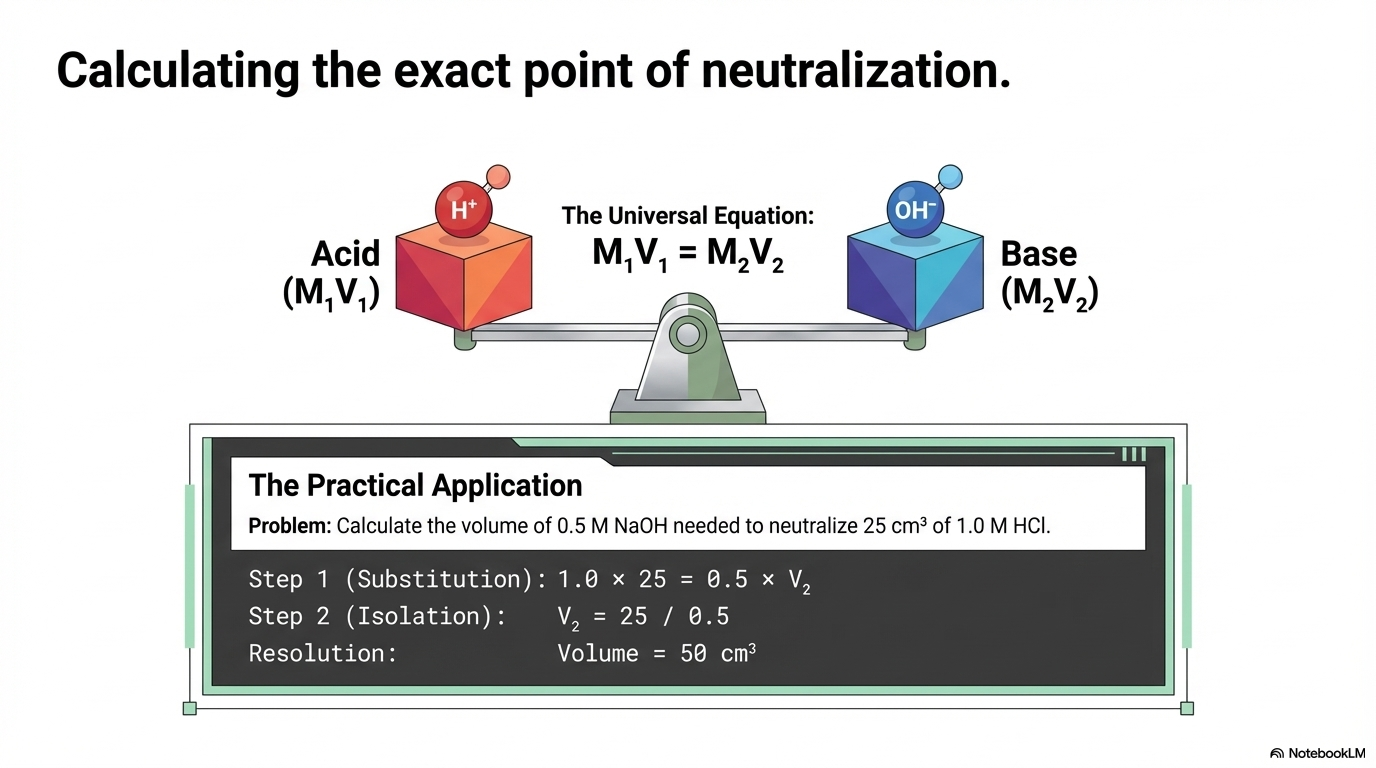 Calculating the exact point of neutralization.
H⁺
OH⁻
The Universal Equation:
M₁V₁ = M₂V₂
Acid
(M₁V₁)
Base
(M₂V₂)
The Practical Application
Problem: Calculate the volume of 0.5 M NaOH needed to neutralize 25 cm³ of 1.0 M HCl.
Step 1 (Substitution): 1.0 × 25 = 0.5 × V₂
Step 2 (Isolation): V₂ = 25 / 0.5
Resolution: Volume = 50 cm³
NotebookLM